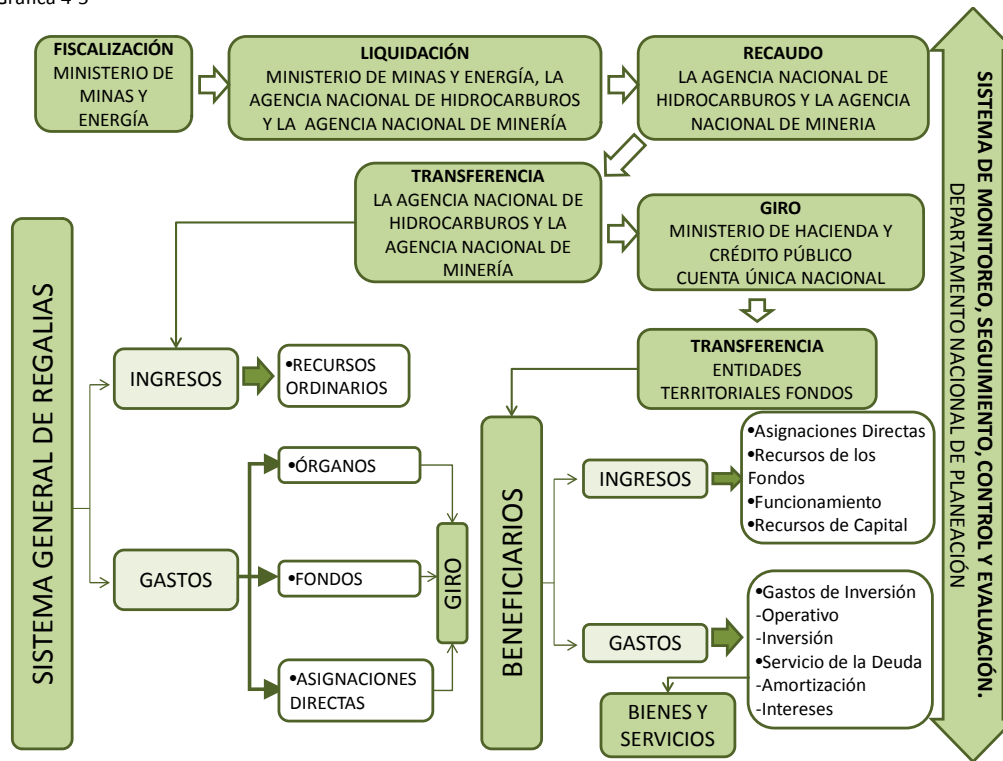 Gráfica 4-3
FISCALIZACIÓN
MINISTERIO DE
MINAS Y
ENERGÍA
LIQUIDACIÓN
MINISTERIO DE MINAS Y ENERGÍA, LA
AGENCIA NACIONAL DE HIDROCARBUROS
Y LA AGENCIA NACIONAL DE MINERÍA
RECAUDO
LA AGENCIA NACIONAL DE
HIDROCARBUROS Y LA AGENCIA
NACIONAL DE MINERIA
TRANSFERENCIA
LA AGENCIA NACIONAL DE
HIDROCARBUROS Y LA
AGENCIA NACIONAL DE
MINERÍA
GIRO
MINISTERIO DE HACIENDA Y
CRÉDITO PÚBLICO
CUENTA ÚNICA NACIONAL
TRANSFERENCIA
ENTIDADES
TERRITORIALES FONDOS
SISTEMA GENERAL DE REGALIAS
INGRESOS
•RECURSOS
ORDINARIOS
GASTOS
•ÓRGANOS
•FONDOS
•ASIGNACIONES
DIRECTAS
GIRO
BENEFICIARIOS
INGRESOS
•Asignaciones Directas
•Recursos de los
Fondos
•Funcionamiento
•Recursos de Capital
GASTOS
•Gastos de Inversión
-Operativo
-Inversión
•Servicio de la Deuda
-Amortización
-Intereses
BIENES Y
SERVICIOS
SISTEMA DE MONITOREO, SEGUIMIENTO, CONTROL Y EVALUACIÓN.
DEPARTAMENTO NACIONAL DE PLANEACIÓN